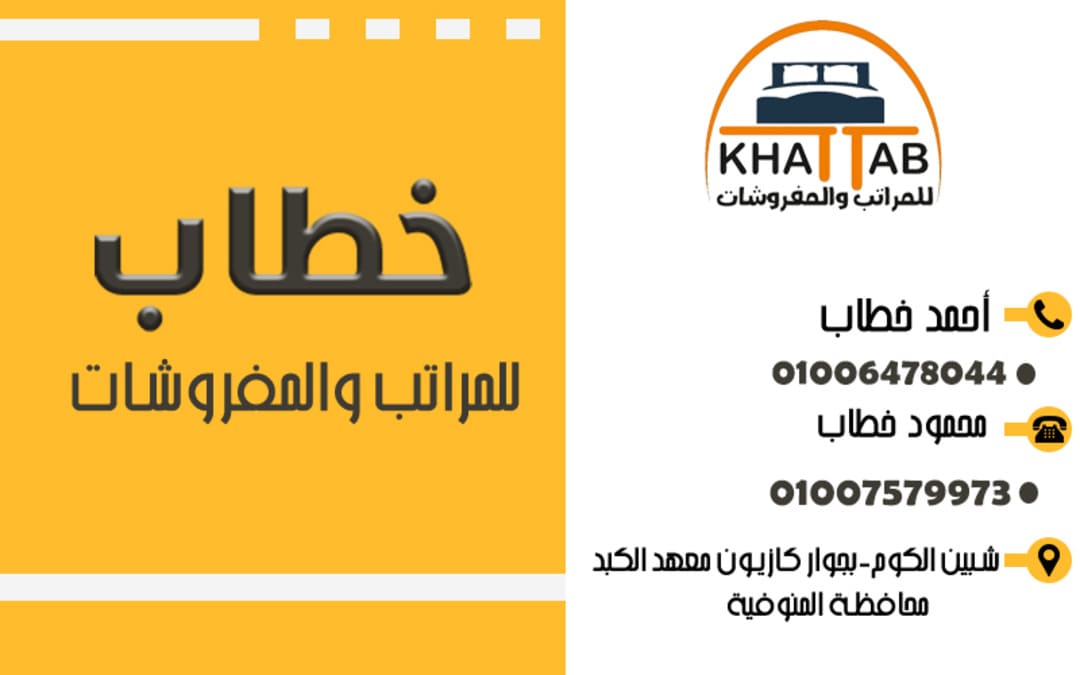 خطاب
للمراتب والمفروشات
KHATTAB
للمراتب والمفروشات
أحمد خطاب
01006478044
محمود خطاب
01007579973
شبين الكوم-بجوار كازيون معهد الكبد
محافظة المنوفية